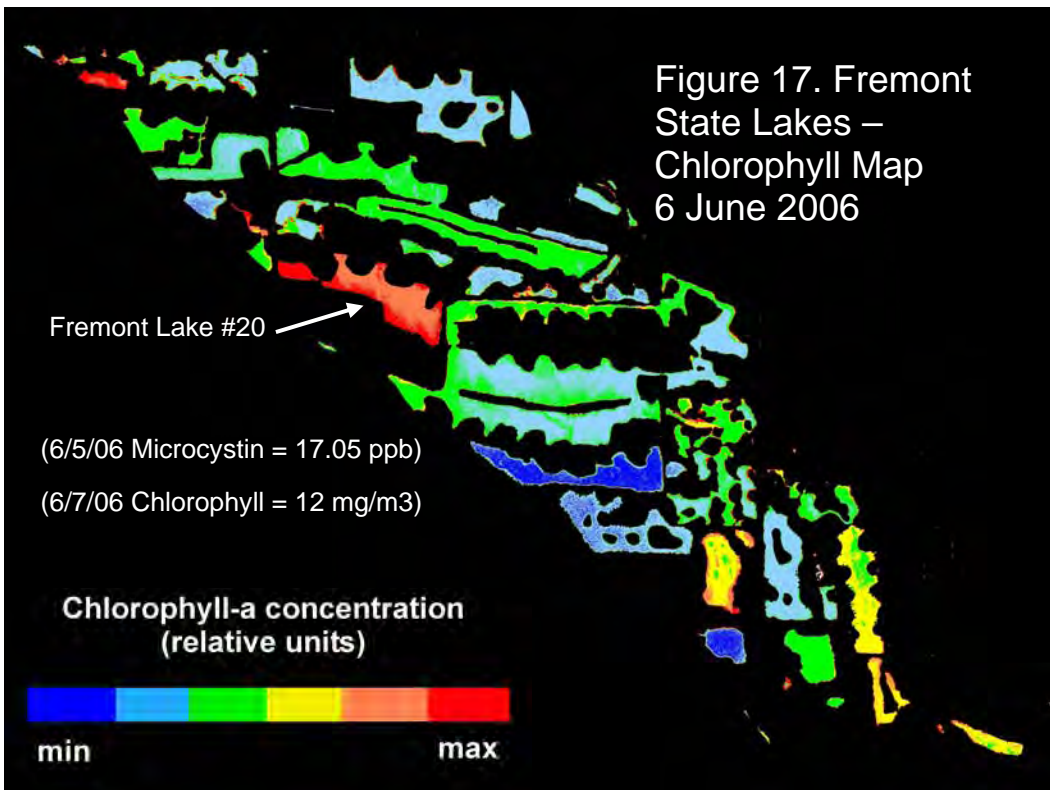 Figure 17. Fremont
State Lakes –
Chlorophyll Map
6 June 2006
Fremont Lake #20
(6/5/06 Microcystin = 17.05 ppb)
(6/7/06 Chlorophyll = 12 mg/m3)
Chlorophyll-a concentration
(relative units)
min max